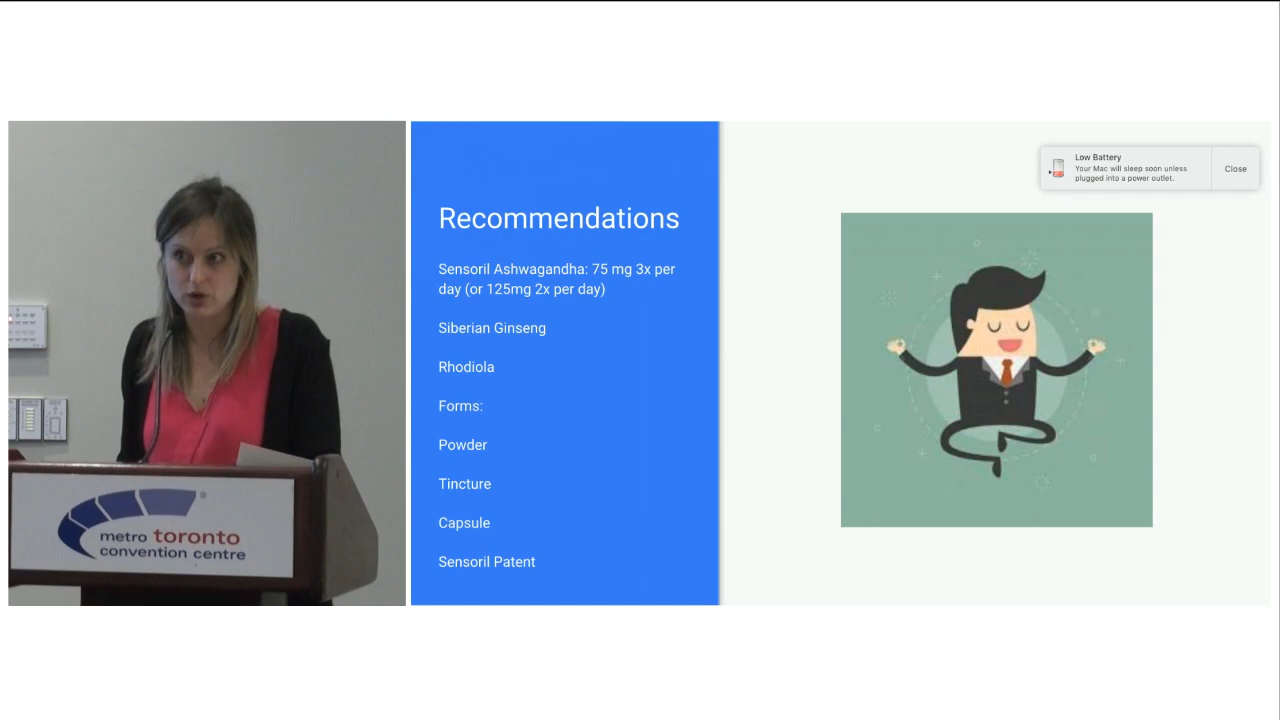 metro toronto
convention centre
®
Recommendations
Sensoril Ashwagandha: 75 mg 3x per
day (or 125mg 2x per day)
Siberian Ginseng
Rhodiola
Forms:
Powder
Tincture
Capsule
Sensoril Patent
Low Battery
Your Mac will sleep soon unless
plugged into a power outlet.
Close